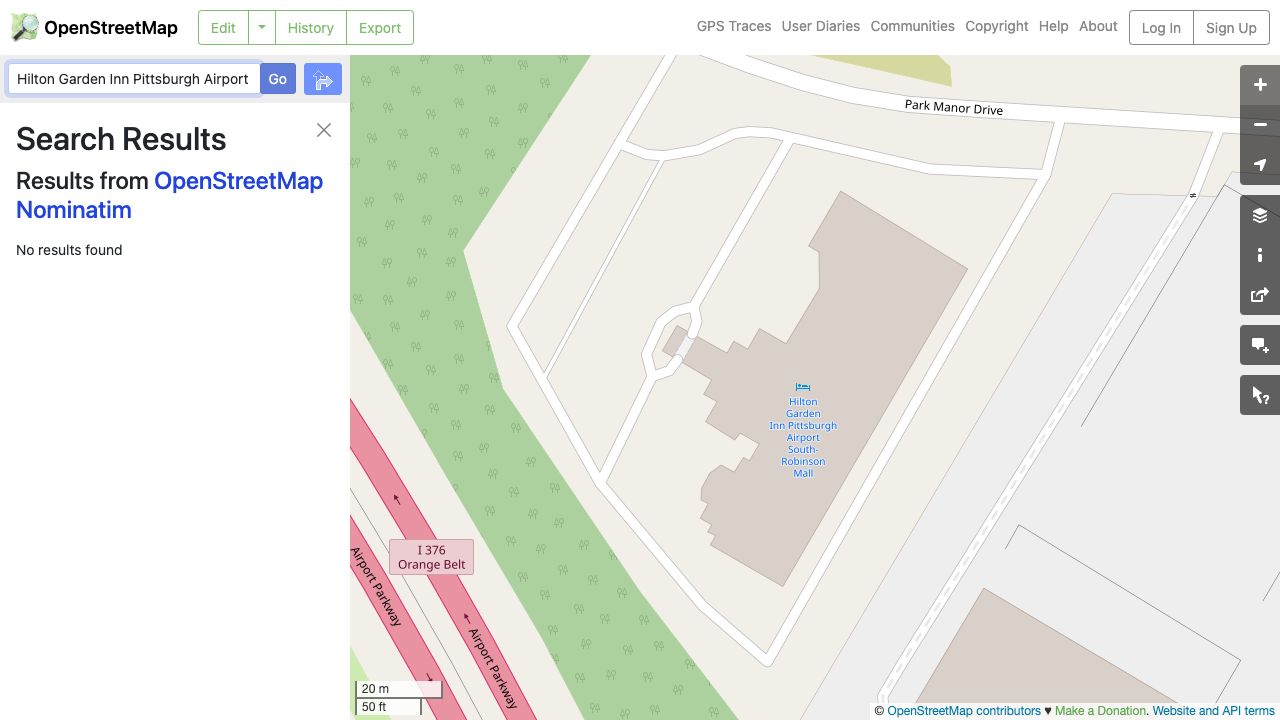 OpenStreetMap
Edit
History
Export
GPS Traces
User Diaries
Communities
Copyright
Help
About
Log In
Sign Up
Hilton Garden Inn Pittsburgh Airport
Go
Search Results
Results from OpenStreetMap
Nominatim
No results found
Park Manor Drive
Hilton
Garden
Inn Pittsburgh
Airport
South-
Robinson
Mall
I 376
Orange Belt
Airport Parkway
Airport Parkway
20 m
50 ft
© OpenStreetMap contributors ♥ Make a Donation. Website and API terms